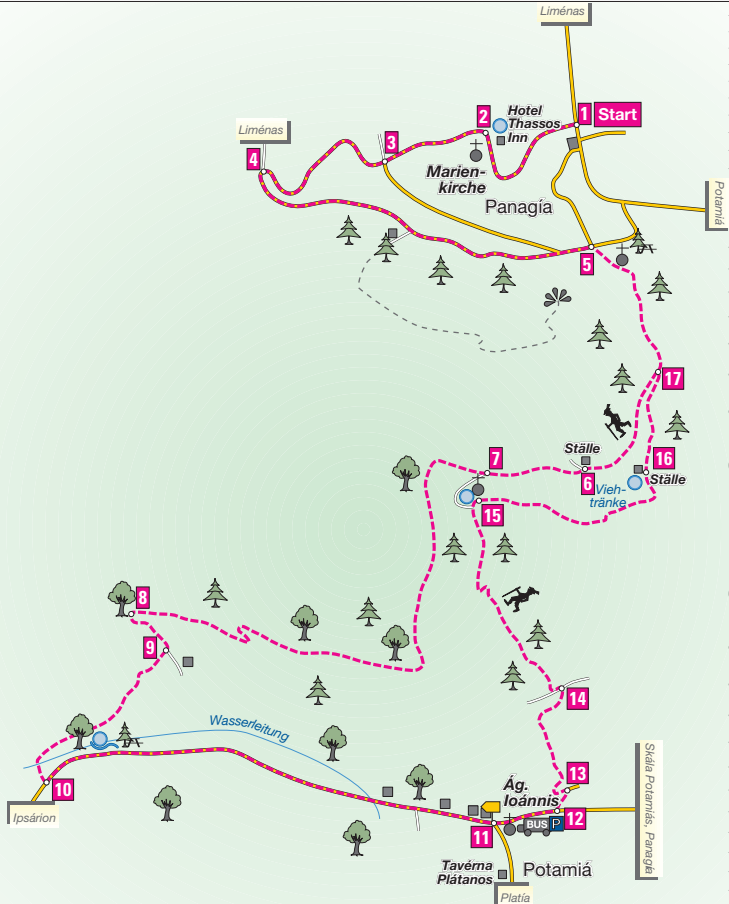 Liménas
1 Start
2
Hotel
Thassos
Inn
Liménas
3
4
Marien-
kirche
Panagía
Potamiá
5
17
7
Ställe
6
16
Ställe
Vieh-
tränke
15
8
9
14
Wasserleitung
10
Ipsárion
13
Ág.
Ioánnis
12
BUS P
11
Skála Potamiás, Panagía
Tavérna
Plátanos
Potamiá
Platía